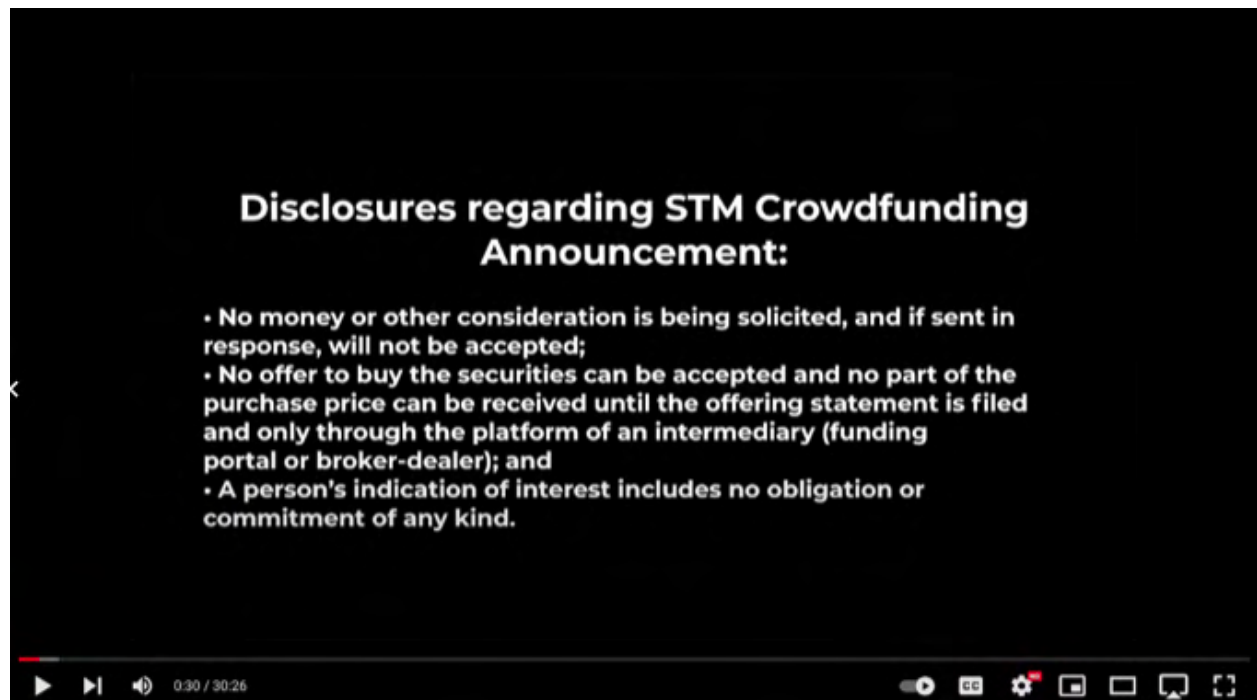 Disclosures regarding STM Crowdfunding
Announcement:
• No money or other consideration is being solicited, and if sent in
response, will not be accepted;
• No offer to buy the securities can be accepted and no part of the
purchase price can be received until the offering statement is filed
and only through the platform of an intermediary (funding
portal or broker-dealer); and
• A person's indication of interest includes no obligation or
commitment of any kind.
0:30 / 30:26
CC
HD